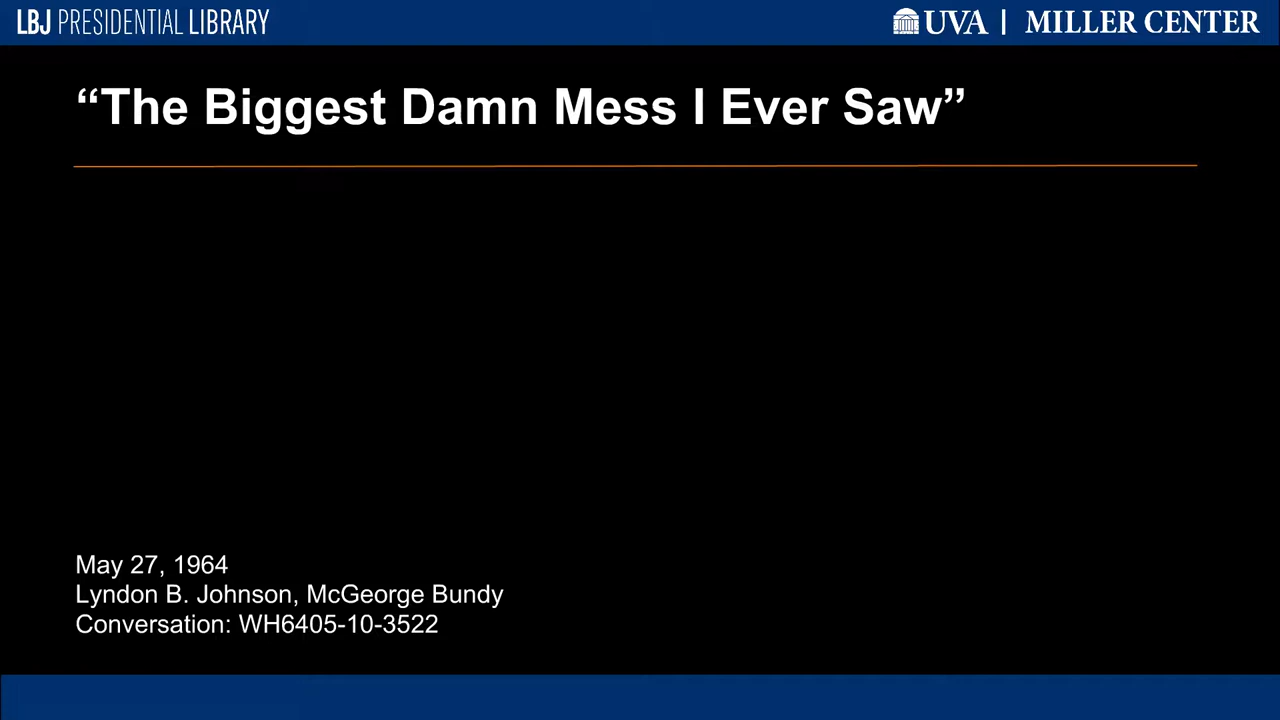 LBJ PRESIDENTIAL LIBRARY
UVA | MILLER CENTER
“The Biggest Damn Mess I Ever Saw”
May 27, 1964
Lyndon B. Johnson, McGeorge Bundy
Conversation: WH6405-10-3522